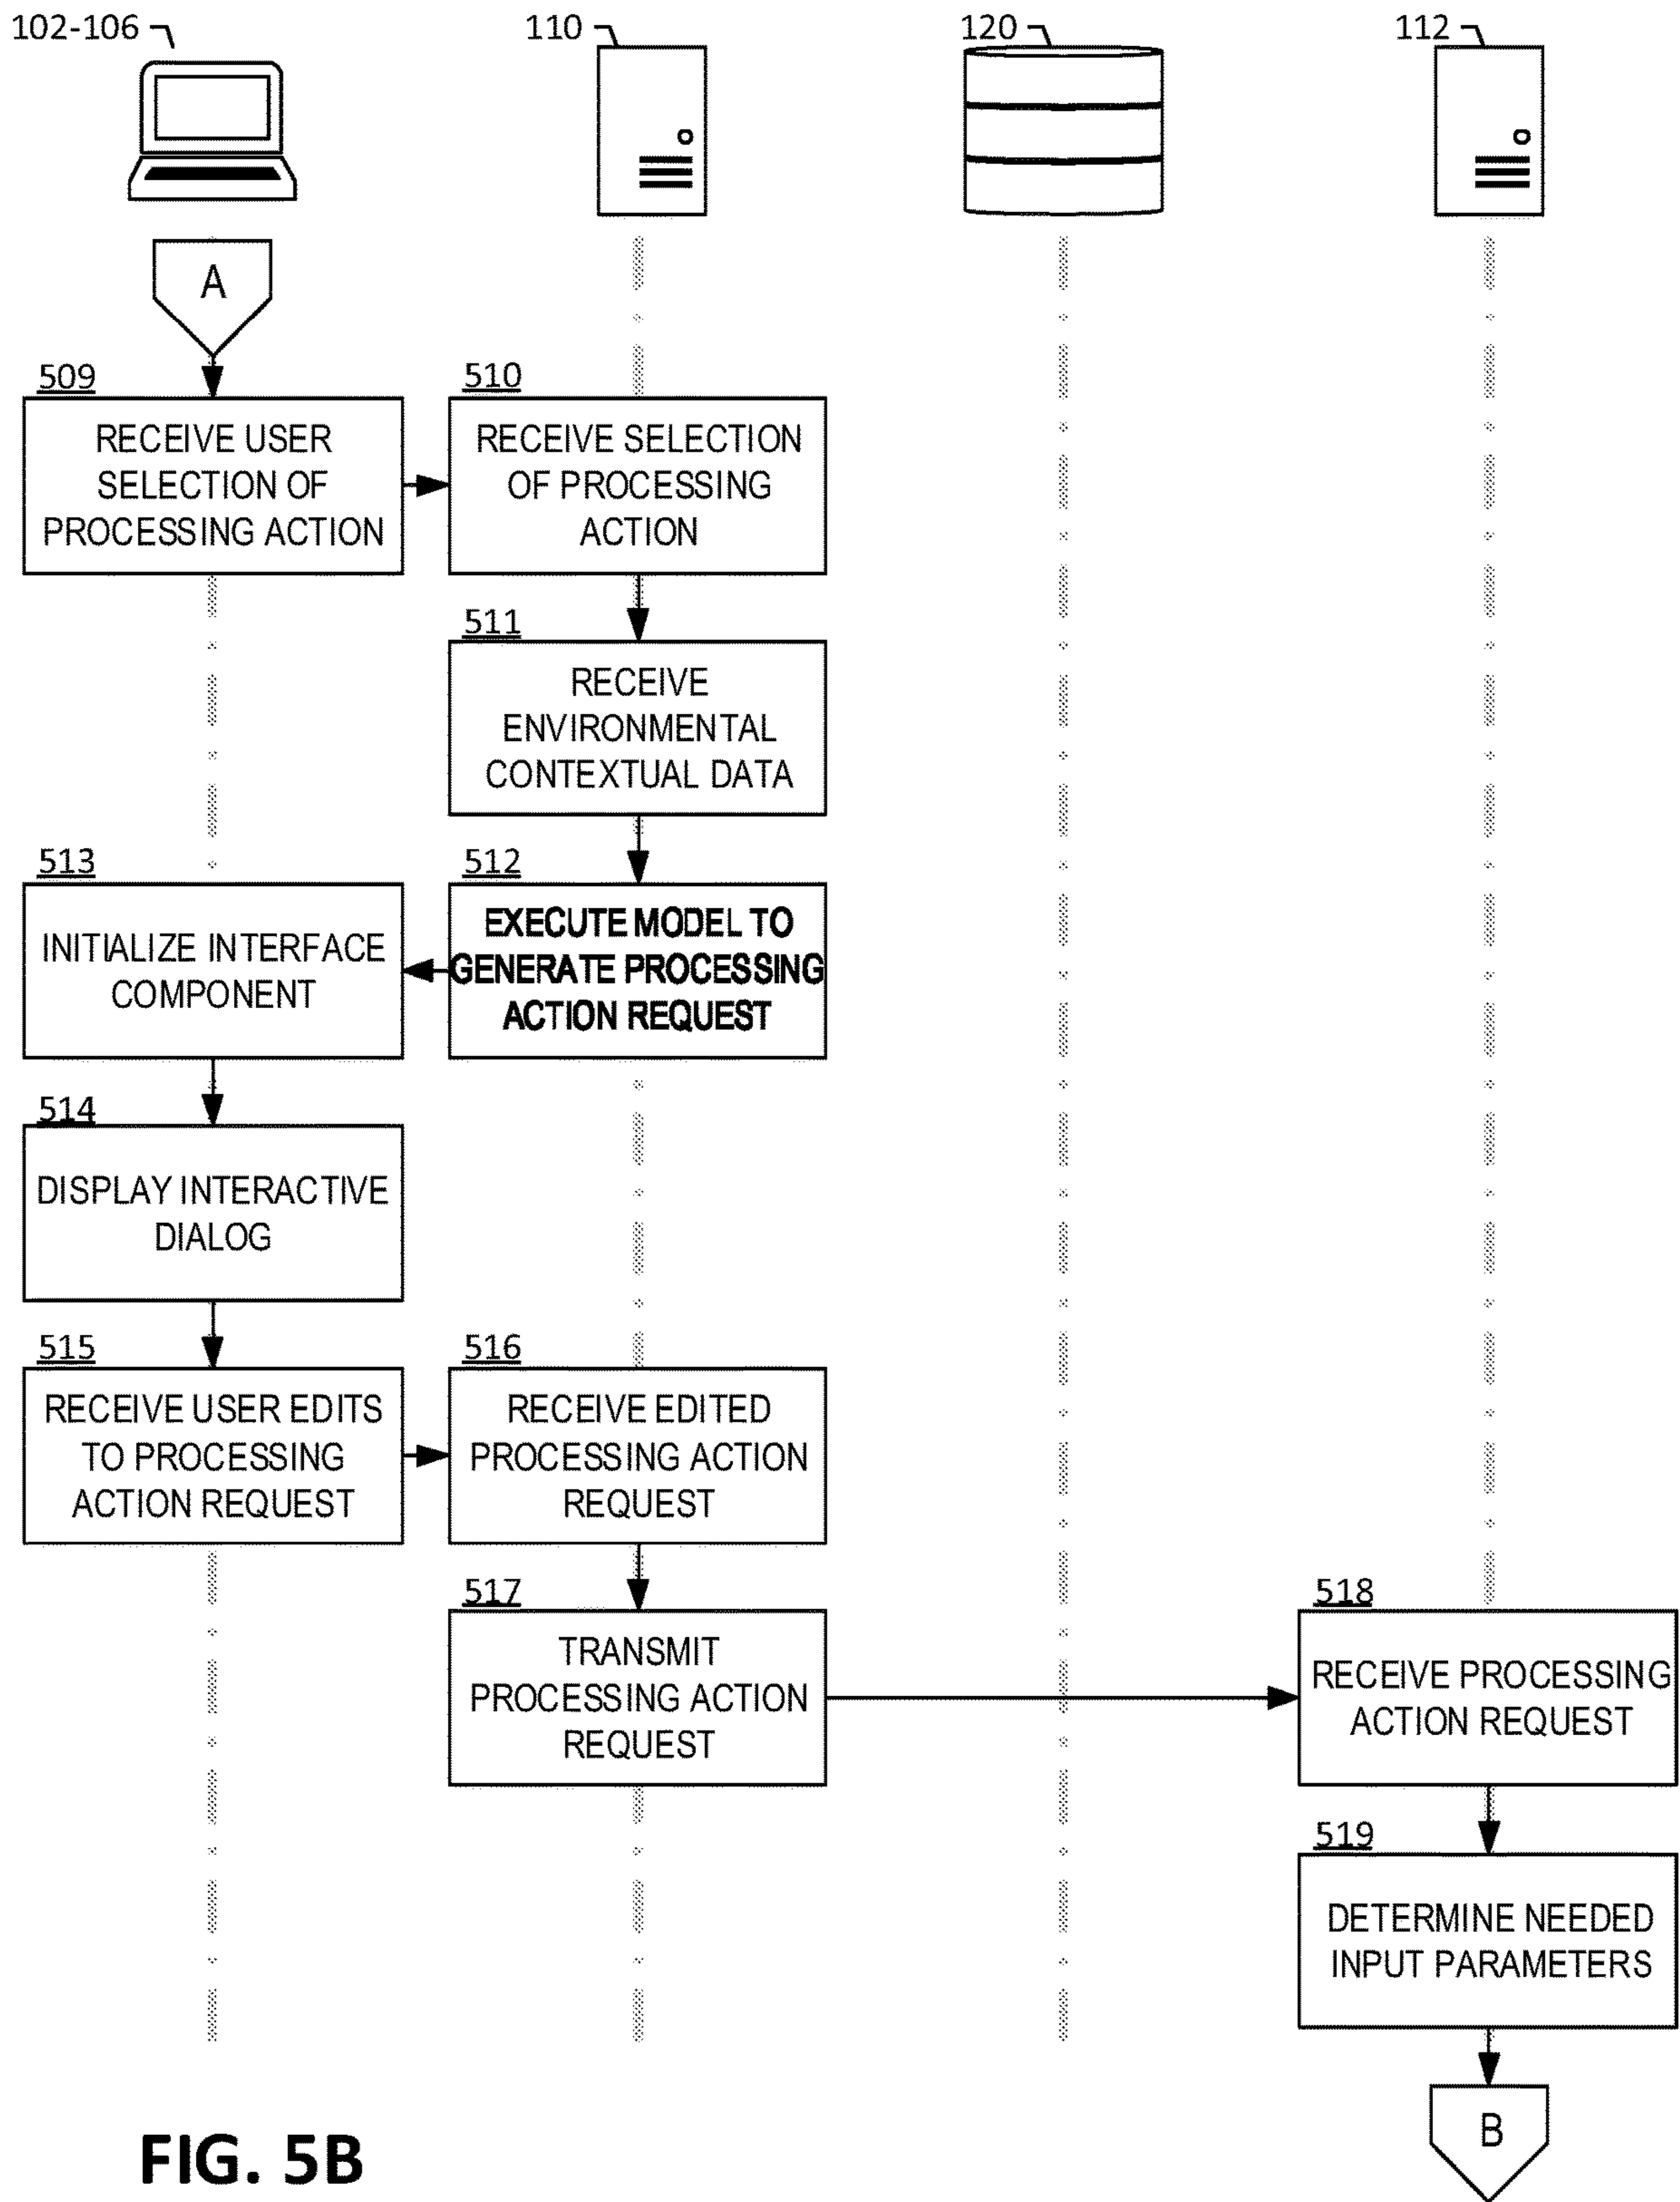 102-106
110
120
112
A
509
RECEIVE USER
SELECTION OF
PROCESSING ACTION
510
RECEIVE SELECTION
OF PROCESSING
ACTION
511
RECEIVE
ENVIRONMENTAL
CONTEXTUAL DATA
512
EXECUTE MODEL TO
GENERATE PROCESSING
ACTION REQUEST
513
INITIALIZE INTERFACE
COMPONENT
514
DISPLAY INTERACTIVE
DIALOG
515
RECEIVE USER EDITS
TO PROCESSING
ACTION REQUEST
516
RECEIVE EDITED
PROCESSING ACTION
REQUEST
517
TRANSMIT
PROCESSING ACTION
REQUEST
518
RECEIVE PROCESSING
ACTION REQUEST
519
DETERMINE NEEDED
INPUT PARAMETERS
B
FIG. 5B